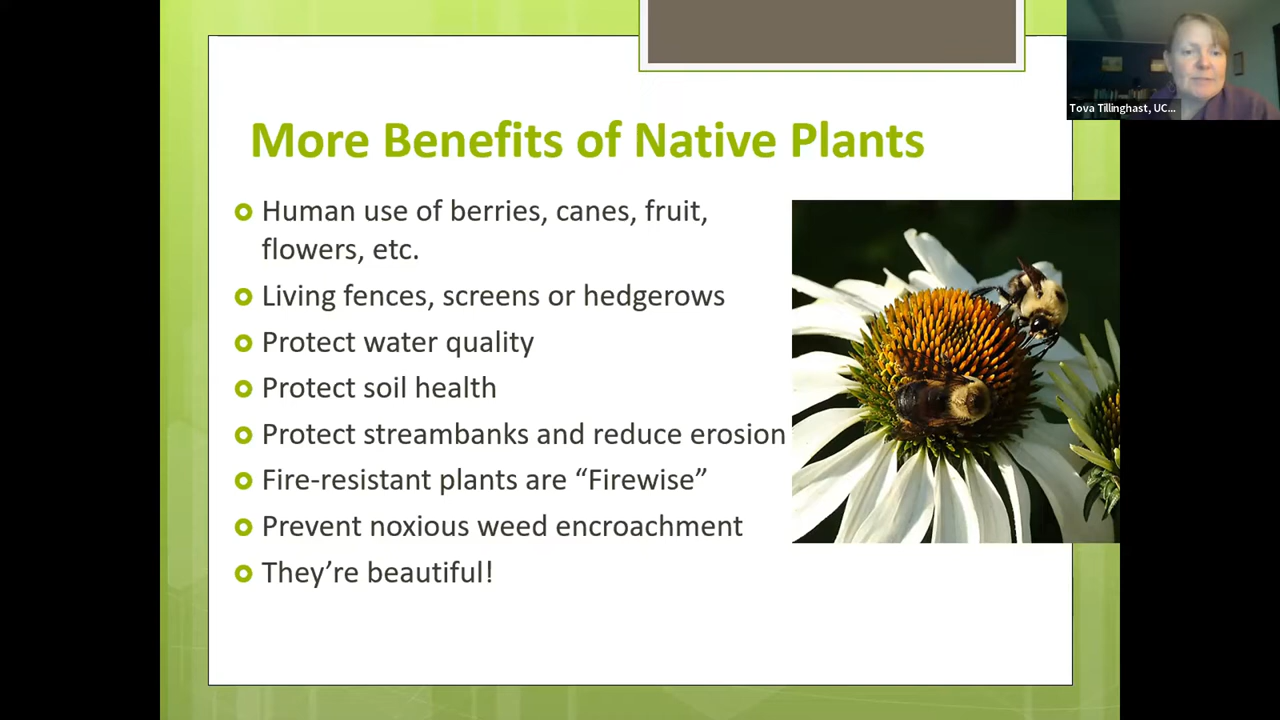 Tova Tillinghast, UC...
More Benefits of Native Plants
Human use of berries, canes, fruit,
flowers, etc.
Living fences, screens or hedgerows
Protect water quality
Protect soil health
Protect streambanks and reduce erosion
Fire-resistant plants are “Firewise”
Prevent noxious weed encroachment
They’re beautiful!